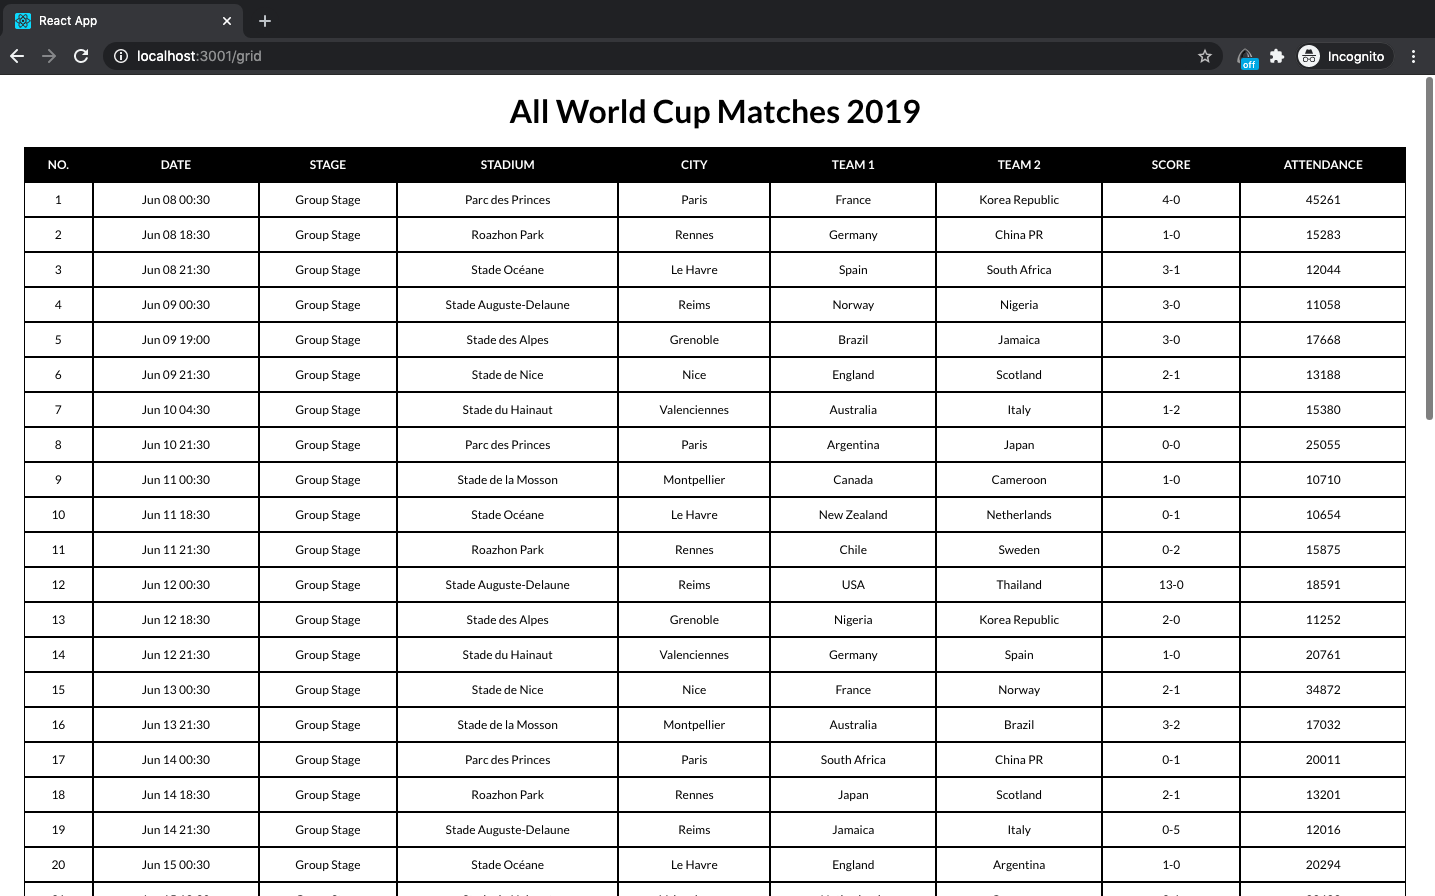 React App
localhost:3001/grid
off
Incognito
All World Cup Matches 2019
NO. DATE STAGE STADIUM CITY TEAM 1 TEAM 2 SCORE ATTENDANCE
1 Jun 08 00:30 Group Stage Parc des Princes Paris France Korea Republic 4-0 45261
2 Jun 08 18:30 Group Stage Roazhon Park Rennes Germany China PR 1-0 15283
3 Jun 08 21:30 Group Stage Stade Océane Le Havre Spain South Africa 3-1 12044
4 Jun 09 00:30 Group Stage Stade Auguste-Delaune Reims Norway Nigeria 3-0 11058
5 Jun 09 19:00 Group Stage Stade des Alpes Grenoble Brazil Jamaica 3-0 17668
6 Jun 09 21:30 Group Stage Stade de Nice Nice England Scotland 2-1 13188
7 Jun 10 04:30 Group Stage Stade du Hainaut Valenciennes Australia Italy 1-2 15380
8 Jun 10 21:30 Group Stage Parc des Princes Paris Argentina Japan 0-0 25055
9 Jun 11 00:30 Group Stage Stade de la Mosson Montpellier Canada Cameroon 1-0 10710
10 Jun 11 18:30 Group Stage Stade Océane Le Havre New Zealand Netherlands 0-1 10654
11 Jun 11 21:30 Group Stage Roazhon Park Rennes Chile Sweden 0-2 15875
12 Jun 12 00:30 Group Stage Stade Auguste-Delaune Reims USA Thailand 13-0 18591
13 Jun 12 18:30 Group Stage Stade des Alpes Grenoble Nigeria Korea Republic 2-0 11252
14 Jun 12 21:30 Group Stage Stade du Hainaut Valenciennes Germany Spain 1-0 20761
15 Jun 13 00:30 Group Stage Stade de Nice Nice France Norway 2-1 34872
16 Jun 13 21:30 Group Stage Stade de la Mosson Montpellier Australia Brazil 3-2 17032
17 Jun 14 00:30 Group Stage Parc des Princes Paris South Africa China PR 0-1 20011
18 Jun 14 18:30 Group Stage Roazhon Park Rennes Japan Scotland 2-1 13201
19 Jun 14 21:30 Group Stage Stade Auguste-Delaune Reims Jamaica Italy 0-5 12016
20 Jun 15 00:30 Group Stage Stade Océane Le Havre England Argentina 1-0 20294